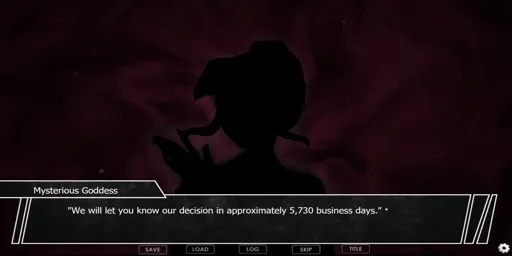 Mysterious Goddess
"We will let you know our decision in approximately 5,730 business days."
SAVE
LOAD
LOG
SKIP
TITLE